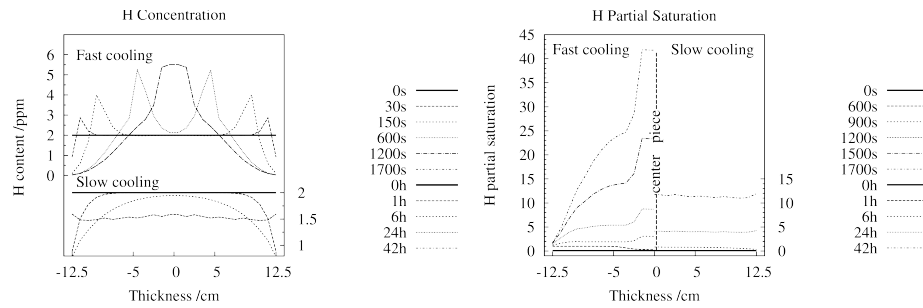 H Concentration
Fast cooling
6
5
4
3
2
1
0
Slow cooling
2
1.5
1
H content /ppm
-12.5
-5
0
5
12.5
Thickness /cm
0s
30s
150s
600s
1200s
1700s
0h
1h
6h
24h
42h
H Partial Saturation
Fast cooling
Slow cooling
45
40
35
30
25
20
15
10
5
0
H partial saturation
center piece
15
10
5
0
-12.5
-5
0
5
12.5
Thickness /cm
0s
600s
900s
1200s
1500s
1700s
0h
1h
6h
24h
42h